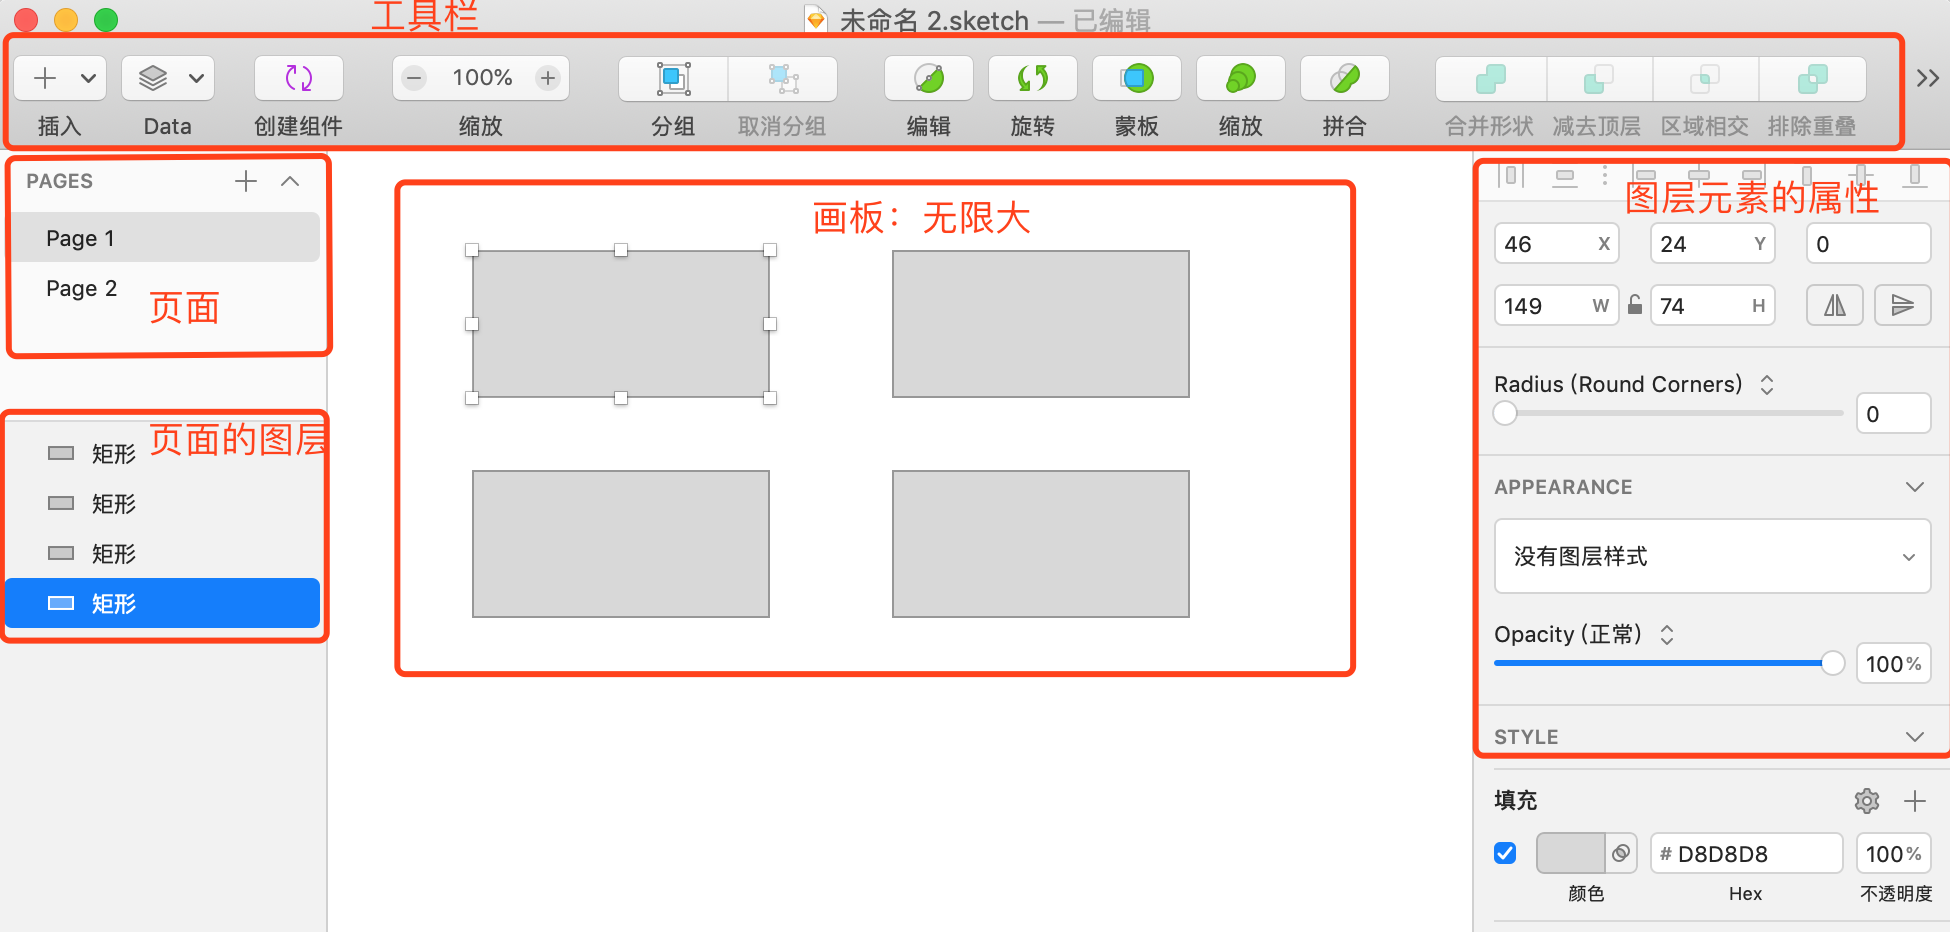 工具栏
未命名 2.sketch — 已编辑
100%
插入 Data 创建组件 缩放 分组 取消分组 编辑 旋转 蒙板 缩放 拼合 合并形状 减去顶层 区域相交 排除重叠
PAGES
Page 1
Page 2
页面
页面的图层
矩形
矩形
矩形
矩形
画板：无限大
图层元素的属性
46 X 24 Y 0
149 W 74 H
Radius (Round Corners)
0
APPEARANCE
没有图层样式
Opacity (正常)
100%
STYLE
填充
# D8D8D8 100%
颜色 Hex 不透明度